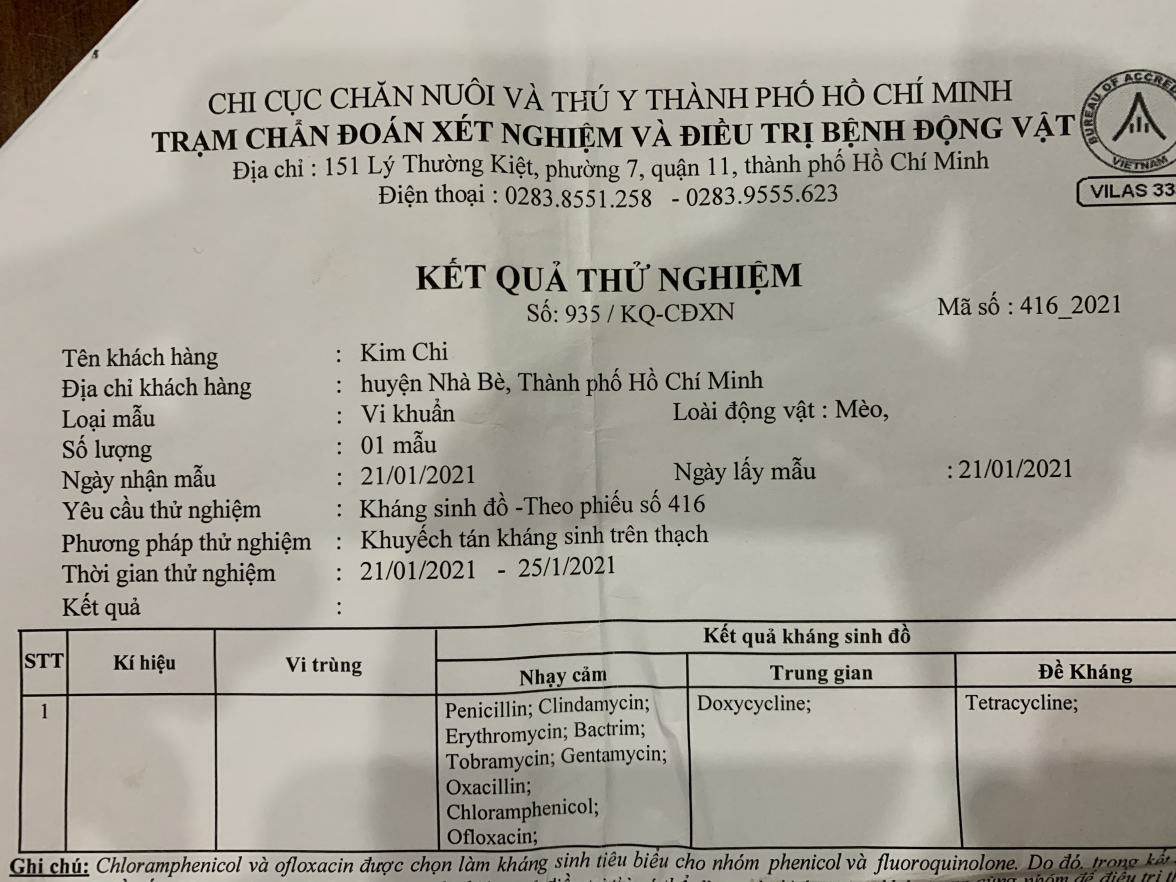 CHI CỤC CHĂN NUÔI VÀ THÚ Y THÀNH PHỐ HỒ CHÍ MINH
TRẠM CHẨN ĐOÁN XÉT NGHIỆM VÀ ĐIỀU TRỊ BỆNH ĐỘNG VẬT
Địa chỉ : 151 Lý Thường Kiệt, phường 7, quận 11, thành phố Hồ Chí Minh
Điện thoại : 0283.8551.258 - 0283.9555.623
BUREAU OF
VIETNAM
VILAS 33
KẾT QUẢ THỬ NGHIỆM
Số: 935 / KQ-CĐXN
Mã số : 416_2021
Tên khách hàng : Kim Chi
Địa chỉ khách hàng : huyện Nhà Bè, Thành phố Hồ Chí Minh
Loại mẫu : Vi khuẩn Loài động vật : Mèo,
Số lượng : 01 mẫu
Ngày nhận mẫu : 21/01/2021 Ngày lấy mẫu : 21/01/2021
Yêu cầu thử nghiệm : Kháng sinh đồ -Theo phiếu số 416
Phương pháp thử nghiệm : Khuyếch tán kháng sinh trên thạch
Thời gian thử nghiệm : 21/01/2021 - 25/1/2021
Kết quả :
STT Kí hiệu Vi trùng Kết quả kháng sinh đồ
Nhạy cảm Trung gian Đề Kháng
1 Penicillin; Clindamycin; Doxycycline; Tetracycline;
Erythromycin; Bactrim;
Tobramycin; Gentamycin;
Oxacillin;
Chloramphenicol;
Ofloxacin;
Ghi chú: Chloramphenicol và ofloxacin được chọn làm kháng sinh tiêu biểu cho nhóm phenicol và fluoroquinolone. Do đó, trong